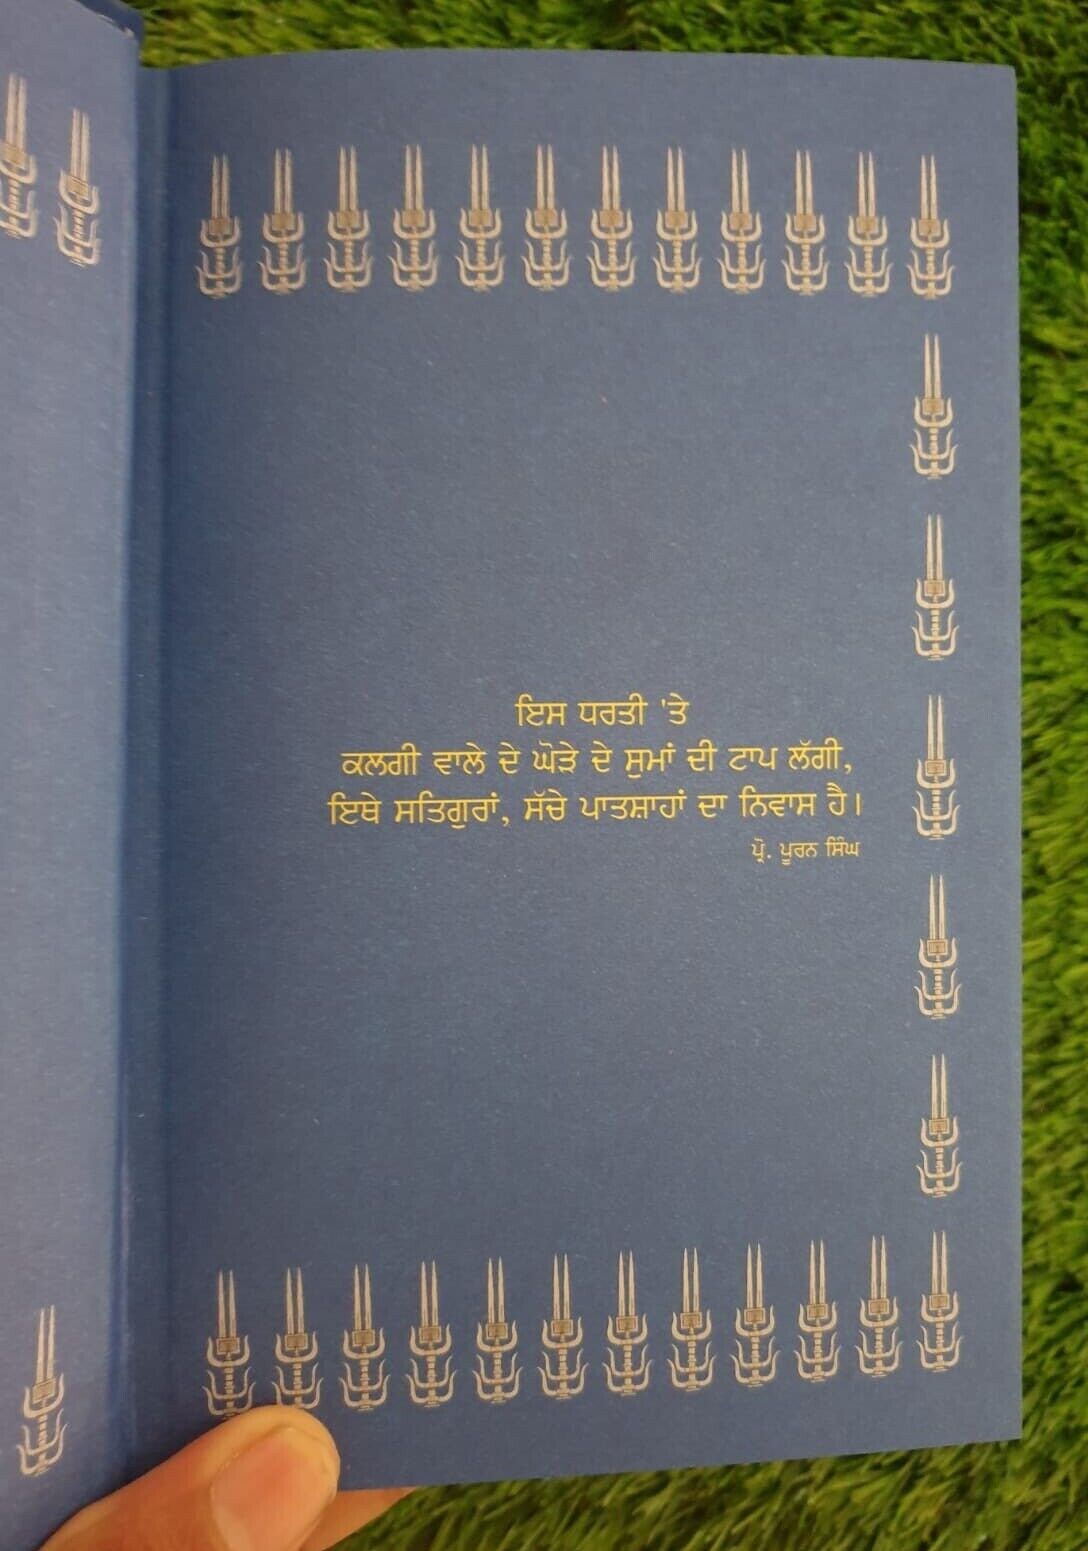 ਇਸ ਧਰਤੀ 'ਤੇ
ਕਲਗੀ ਵਾਲੇ ਦੇ ਘੋੜੇ ਦੇ ਸੁਮਾਂ ਦੀ ਟਾਪ ਲੱਗੀ,
ਇਥੇ ਸਤਿਗੁਰਾਂ, ਸੱਚੇ ਪਾਤਸ਼ਾਹਾਂ ਦਾ ਨਿਵਾਸ ਹੈ।
ਪ੍ਰੋ. ਪੂਰਨ ਸਿੰਘ